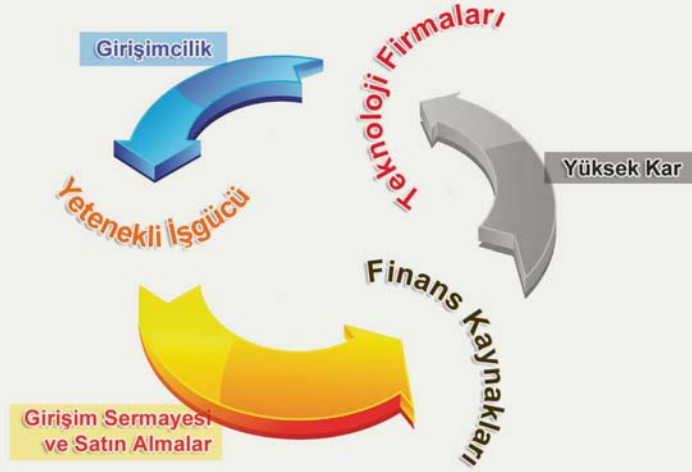 Girişimcilik
Teknoloji Firmaları
Yüksek Kar
Yetenekli İşgücü
Finans Kaynakları
Girişim Sermayesi
ve Satın Almalar